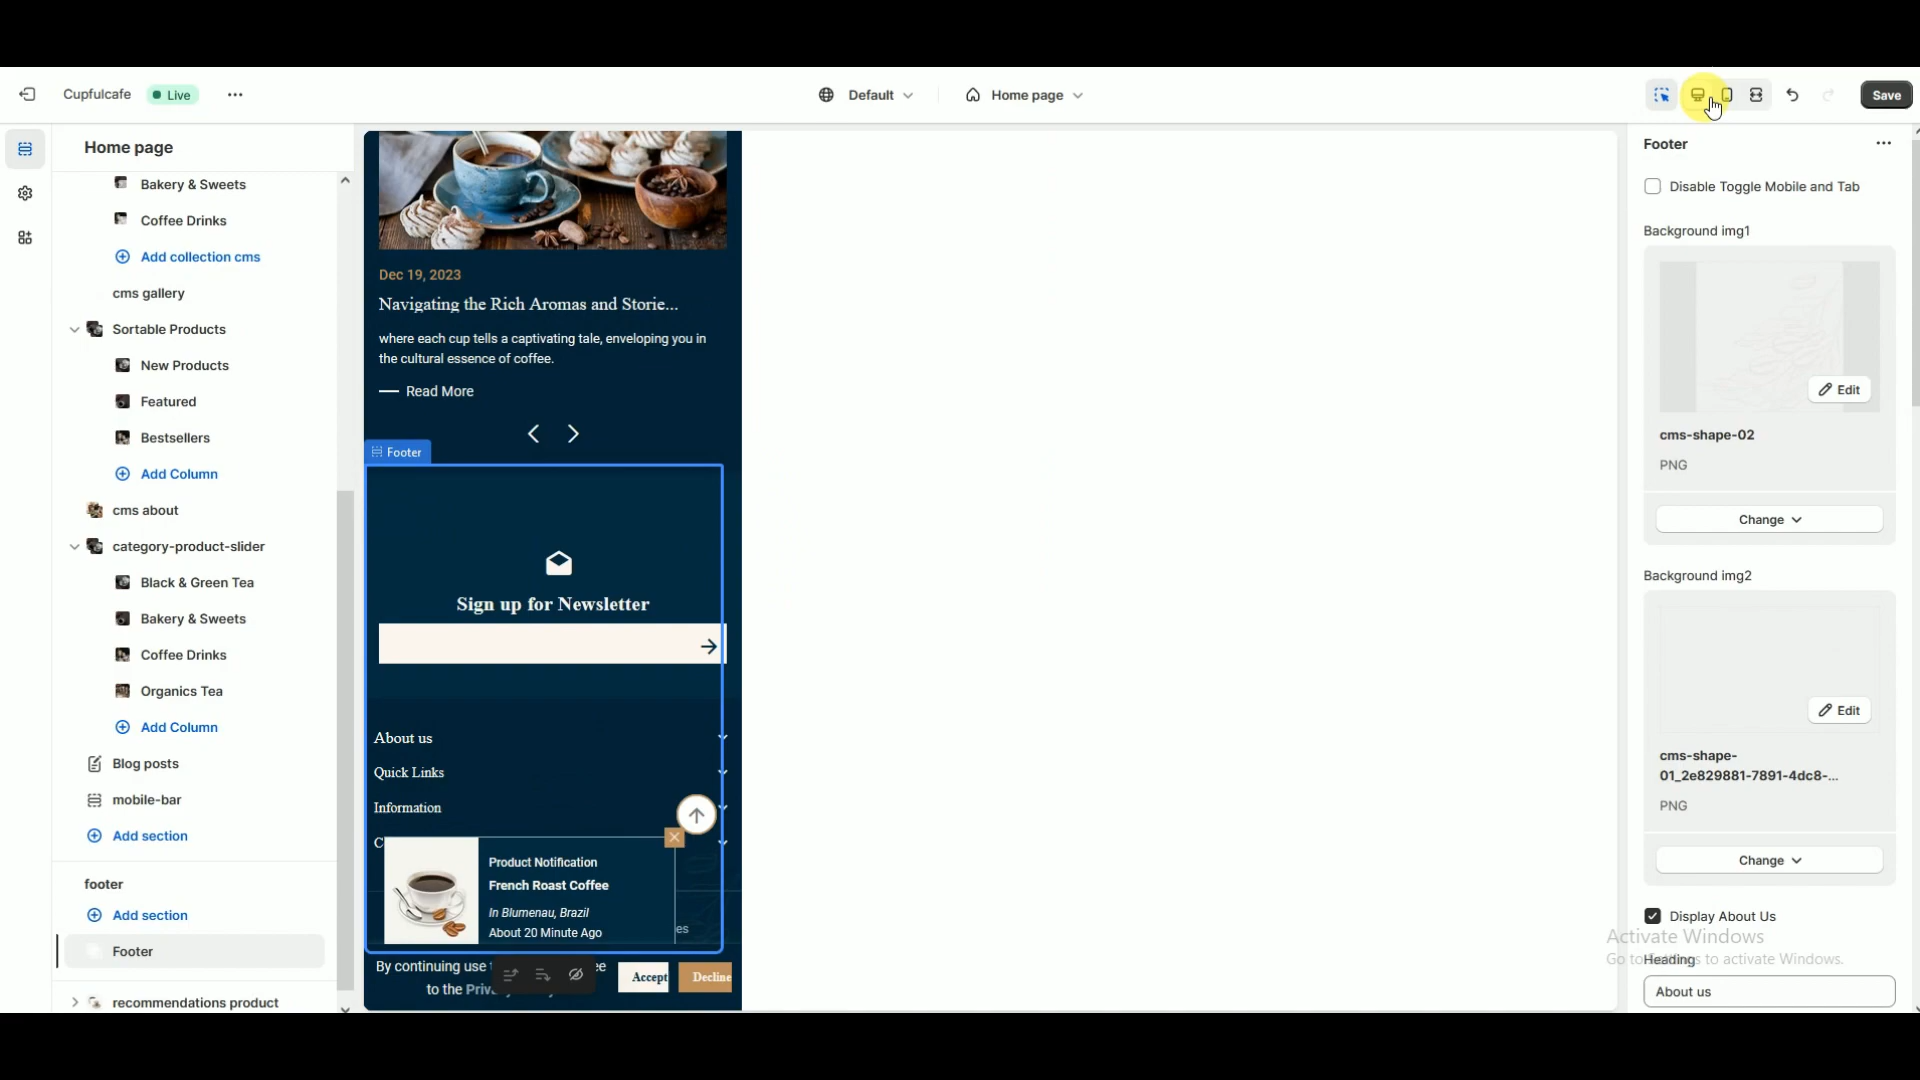 Cupfulcafe
Live
Default
Home page
Save
Home page
Bakery & Sweets
Coffee Drinks
Add collection cms
cms gallery
Sortable Products
New Products
Featured
Bestsellers
Add Column
cms about
category-product-slider
Black & Green Tea
Bakery & Sweets
Coffee Drinks
Organics Tea
Add Column
Blog posts
mobile-bar
Add section
footer
Add section
Footer
recommendations product
Dec 19, 2023
Navigating the Rich Aromas and Storie...
where each cup tells a captivating tale, enveloping you in
the cultural essence of coffee.
Read More
Footer
Sign up for Newsletter
About us
Quick Links
Information
C
Product Notification
French Roast Coffee
In Blumenau, Brazil
About 20 Minute Ago
es
By continuing use
ee
to the Priv
Accept
Decline
Footer
Disable Toggle Mobile and Tab
Background img1
Edit
cms-shape-02
PNG
Change
Background img2
Edit
cms-shape-
01_2e829881-7891-4dc8-...
PNG
Change
Display About Us
Activate Windows
Heading
Go to
s to activate Windows.
About us